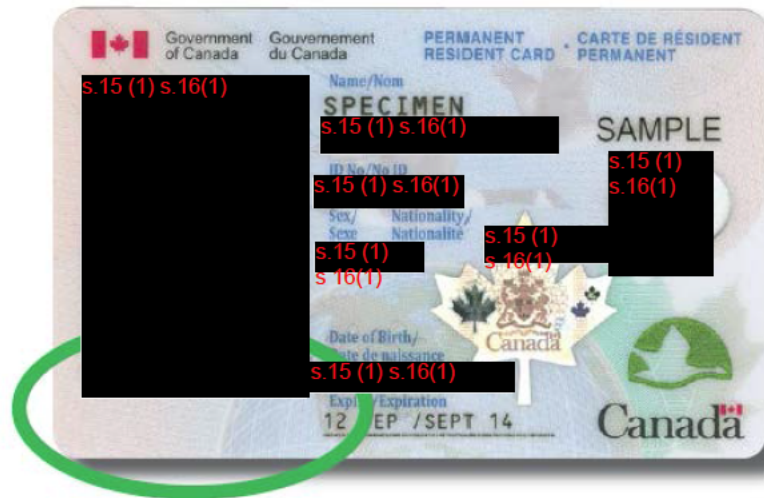 Government of Canada Gouvernement du Canada
PERMANENT RESIDENT CARD • CARTE DE RÉSIDENT PERMANENT
s.15 (1) s.16(1)
Name/Nom
SPECIMEN
s.15 (1) s.16(1)
SAMPLE
s.15 (1)
s.16(1)
ID No/No ID
s.15 (1) s.16(1)
Sex/ Nationality/
Sexe Nationalité
s.15 (1)
s 16(1)
s.15 (1)
s 16(1)
Canada
Date of Birth/
Date de naissance
s.15 (1) s.16(1)
/Expiration
12 /SEPT 14
Canada